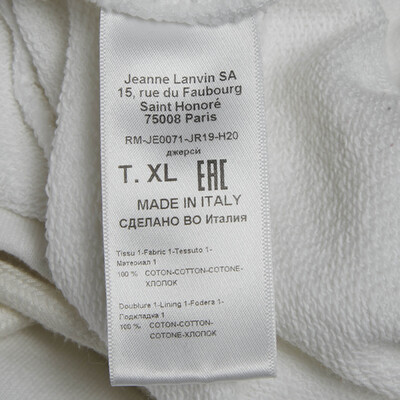 Jeanne Lanvin SA
15, rue du Faubourg
Saint Honoré
75008 Paris
RM-JE0071-JR19-H20
джерси
T. XL EAC
MADE IN ITALY
СДЕЛАНО ВО Италия
Tissu 1-Fabric 1-Tessuto 1-
Материал 1
100 % COTON-COTTON-COTONE-
ХЛОПОК
Doublure 1-Lining 1-Fodera 1-
Подкладка 1
100 % COTON-COTTON-
COTONE-ХЛОПОК